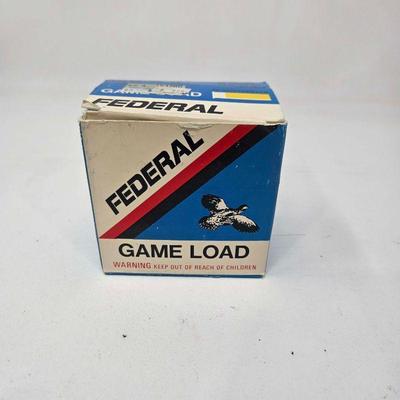 GAME LOAD
FEDERAL
FEDERAL
GAME LOAD
WARNING KEEP OUT OF REACH OF CHILDREN